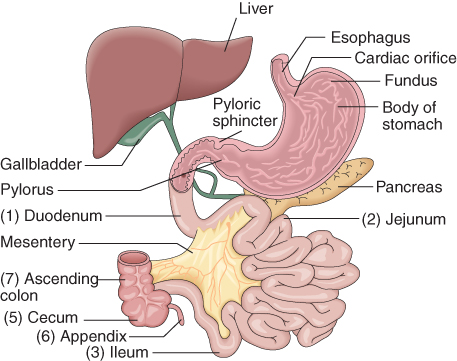 Liver
Esophagus
Cardiac orifice
Fundus
Body of
stomach
Pyloric
sphincter
Gallbladder
Pylorus
Pancreas
(1) Duodenum
(2) Jejunum
Mesentery
(7) Ascending
colon
(5) Cecum
(6) Appendix
(3) Ileum